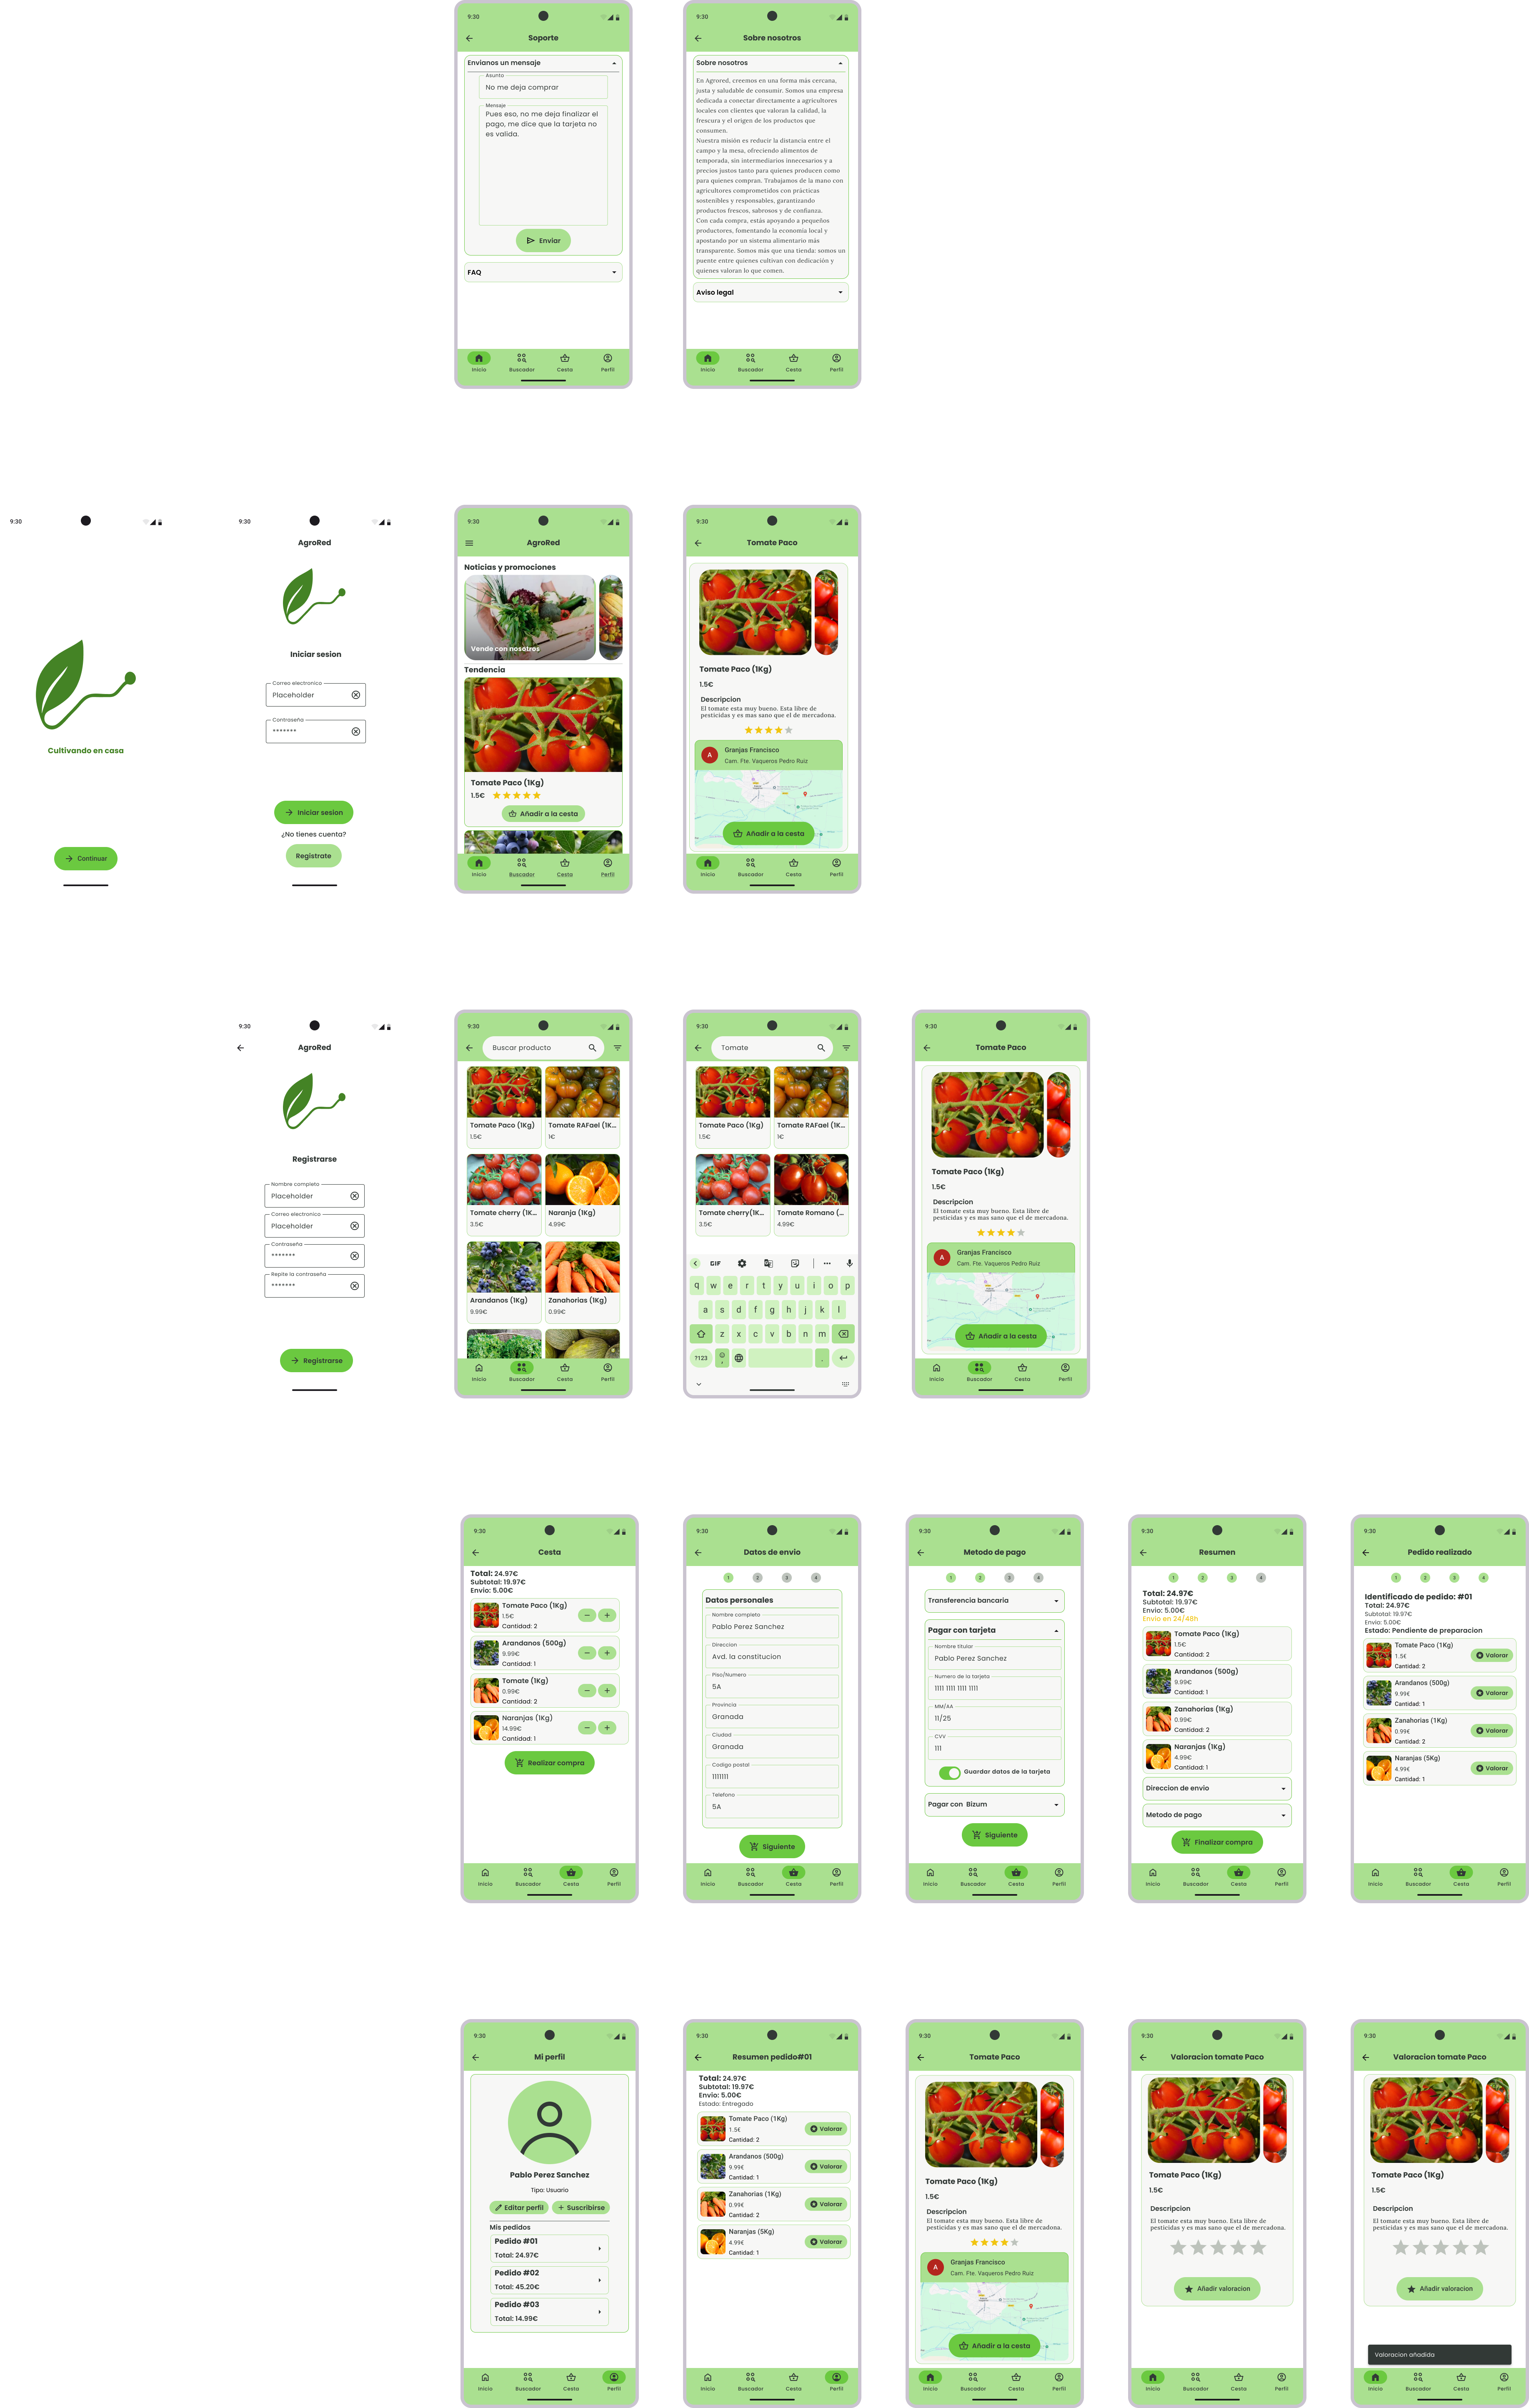 9:30
Soporte
Envianos un mensaje
Asunto
No me deja comprar
Mensaje
Pues eso, no me deja finalizar el
pago, me dice que la tarjeta no
es valida.
Enviar
FAQ
Inicio
Buscador
Cesta
Perfil
9:30
Sobre nosotros
Sobre nosotros
En Agrored, creemos en una forma más cercana,
justa y saludable de consumir. Somos una empresa
dedicada a conectar directamente a agricultores
locales con clientes que valoran la calidad, la
frescura y el origen de los productos que
consumen.
Nuestra misión es reducir la distancia entre el
campo y la mesa, ofreciendo alimentos de
temporada, sin intermediarios innecesarios y a
precios justos tanto para quienes producen como
para quienes compran. Trabajamos de la mano con
agricultores comprometidos con prácticas
sostenibles y responsables, garantizando
productos frescos, sabrosos y de confianza.
Con cada compra, estás apoyando a pequeños
productores, fomentando la economía local y
apostando por un sistema alimentario más
transparente. Somos más que una tienda: somos un
puente entre quienes cultivan con dedicación y
quienes valoran lo que comen.
Aviso legal
Inicio
Buscador
Cesta
Perfil
9:30
Cultivando en casa
Continuar
9:30
AgroRed
Iniciar sesion
Correo electronico
Placeholder
Contraseña
*******
Iniciar sesion
¿No tienes cuenta?
Registrate
9:30
AgroRed
Noticias y promociones
Vende con nosotros
Tendencia
Tomate Paco (1Kg)
1.5€
Añadir a la cesta
Inicio
Buscador
Cesta
Perfil
9:30
Tomate Paco
Tomate Paco (1Kg)
1.5€
Descripcion
El tomate esta muy bueno. Esta libre de
pesticidas y es mas sano que el de mercadona.
A
Granjas Francisco
Cam. Fte. Vaqueros Pedro Ruiz
Añadir a la cesta
Inicio
Buscador
Cesta
Perfil
9:30
AgroRed
Registrarse
Nombre completo
Placeholder
Correo electronico
Placeholder
Contraseña
*******
Repite la contraseña
*******
Registrarse
9:30
Buscar producto
Tomate Paco (1Kg)
1.5€
Tomate RAFael (1K...
1€
Tomate cherry (1K...
3.5€
Naranja (1Kg)
4.99€
Arandanos (1Kg)
9.99€
Zanahorias (1Kg)
0.99€
Inicio
Buscador
Cesta
Perfil
9:30
Tomate
Tomate Paco (1Kg)
1.5€
Tomate RAFael (1K...
1€
Tomate cherry(1K...
3.5€
Tomate Romano (...
4.99€
GIF
q w e r t y u i o p
a s d f g h j k l
z x c v b n m
?123 , .
9:30
Tomate Paco
Tomate Paco (1Kg)
1.5€
Descripcion
El tomate esta muy bueno. Esta libre de
pesticidas y es mas sano que el de mercadona.
A
Granjas Francisco
Cam. Fte. Vaqueros Pedro Ruiz
Añadir a la cesta
Inicio
Buscador
Cesta
Perfil
9:30
Cesta
Total: 24.97€
Subtotal: 19.97€
Envio: 5.00€
Tomate Paco (1Kg)
1.5€
Cantidad: 2
Arandanos (500g)
9.99€
Cantidad: 1
Tomate (1Kg)
0.99€
Cantidad: 2
Naranjas (1Kg)
14.99€
Cantidad: 1
Realizar compra
Inicio
Buscador
Cesta
Perfil
9:30
Datos de envio
1 2 3 4
Datos personales
Nombre completo
Pablo Perez Sanchez
Direccion
Avd. la constitucion
Piso/Numero
5A
Provincia
Granada
Ciudad
Granada
Codigo postal
1111111
Telefono
5A
Siguiente
Inicio
Buscador
Cesta
Perfil
9:30
Metodo de pago
1 2 3 4
Transferencia bancaria
Pagar con tarjeta
Nombre titular
Pablo Perez Sanchez
Numero de la tarjeta
1111 1111 1111 1111
MM/AA
11/25
CVV
111
Guardar datos de la tarjeta
Pagar con Bizum
Siguiente
Inicio
Buscador
Cesta
Perfil
9:30
Resumen
1 2 3 4
Total: 24.97€
Subtotal: 19.97€
Envio: 5.00€
Envio en 24/48h
Tomate Paco (1Kg)
1.5€
Cantidad: 2
Arandanos (500g)
9.99€
Cantidad: 1
Zanahorias (1Kg)
0.99€
Cantidad: 2
Naranjas (1Kg)
4.99€
Cantidad: 1
Direccion de envio
Metodo de pago
Finalizar compra
Inicio
Buscador
Cesta
Perfil
9:30
Pedido realizado
1 2 3 4
Identificado de pedido: #01
Total: 24.97€
Subtotal: 19.97€
Envio: 5.00€
Estado: Pendiente de preparacion
Tomate Paco (1Kg)
1.5€
Cantidad: 2
Valorar
Arandanos (500g)
9.99€
Cantidad: 1
Valorar
Zanahorias (1Kg)
0.99€
Cantidad: 2
Valorar
Naranjas (5Kg)
4.99€
Cantidad: 1
Valorar
Inicio
Buscador
Cesta
Perfil
9:30
Mi perfil
Pablo Perez Sanchez
Tipo: Usuario
Editar perfil
Suscribirse
Mis pedidos
Pedido #01
Total: 24.97€
Pedido #02
Total: 45.20€
Pedido #03
Total: 14.99€
Inicio
Buscador
Cesta
Perfil
9:30
Resumen pedido#01
Total: 24.97€
Subtotal: 19.97€
Envio: 5.00€
Estado: Entregado
Tomate Paco (1Kg)
1.5€
Cantidad: 2
Valorar
Arandanos (500g)
9.99€
Cantidad: 1
Valorar
Zanahorias (1Kg)
0.99€
Cantidad: 2
Valorar
Naranjas (5Kg)
4.99€
Cantidad: 1
Valorar
Inicio
Buscador
Cesta
Perfil
9:30
Tomate Paco
Tomate Paco (1Kg)
1.5€
Descripcion
El tomate esta muy bueno. Esta libre de
pesticidas y es mas sano que el de mercadona.
A
Granjas Francisco
Cam. Fte. Vaqueros Pedro Ruiz
Añadir a la cesta
Inicio
Buscador
Cesta
Perfil
9:30
Valoracion tomate Paco
Tomate Paco (1Kg)
1.5€
Descripcion
El tomate esta muy bueno. Esta libre de
pesticidas y es mas sano que el de mercadona.
Añadir valoracion
Inicio
Buscador
Cesta
Perfil
9:30
Valoracion tomate Paco
Tomate Paco (1Kg)
1.5€
Descripcion
El tomate esta muy bueno. Esta libre de
pesticidas y es mas sano que el de mercadona.
Añadir valoracion
Valoracion añadida
Inicio
Buscador
Cesta
Perfil